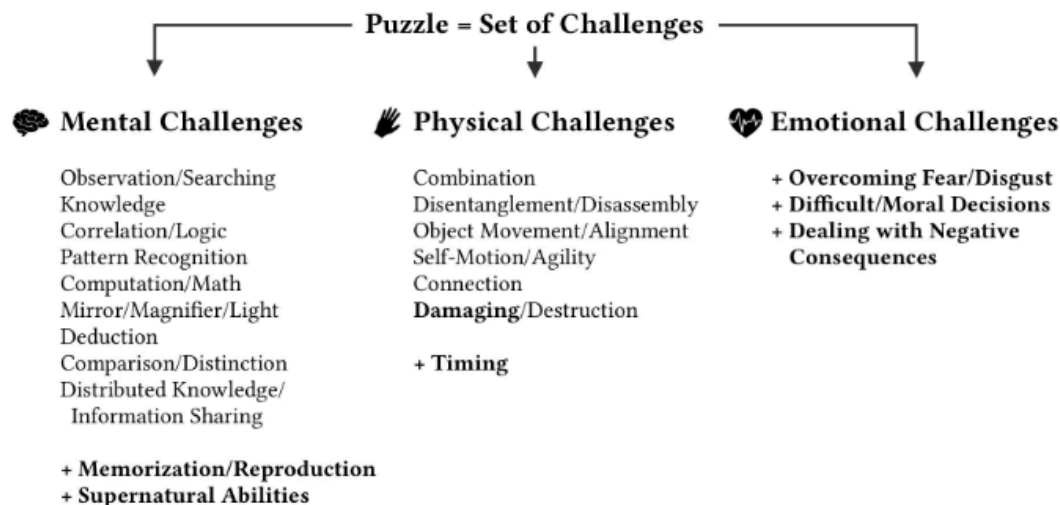 Puzzle = Set of Challenges
Mental Challenges
Observation/Searching
Knowledge
Correlation/Logic
Pattern Recognition
Computation/Math
Mirror/Magnifier/Light
Deduction
Comparison/Distinction
Distributed Knowledge/
Information Sharing
+ Memorization/Reproduction
+ Supernatural Abilities
Physical Challenges
Combination
Disentanglement/Disassembly
Object Movement/Alignment
Self-Motion/Agility
Connection
Damaging/Destruction
+ Timing
Emotional Challenges
+ Overcoming Fear/Disgust
+ Difficult/Moral Decisions
+ Dealing with Negative
Consequences